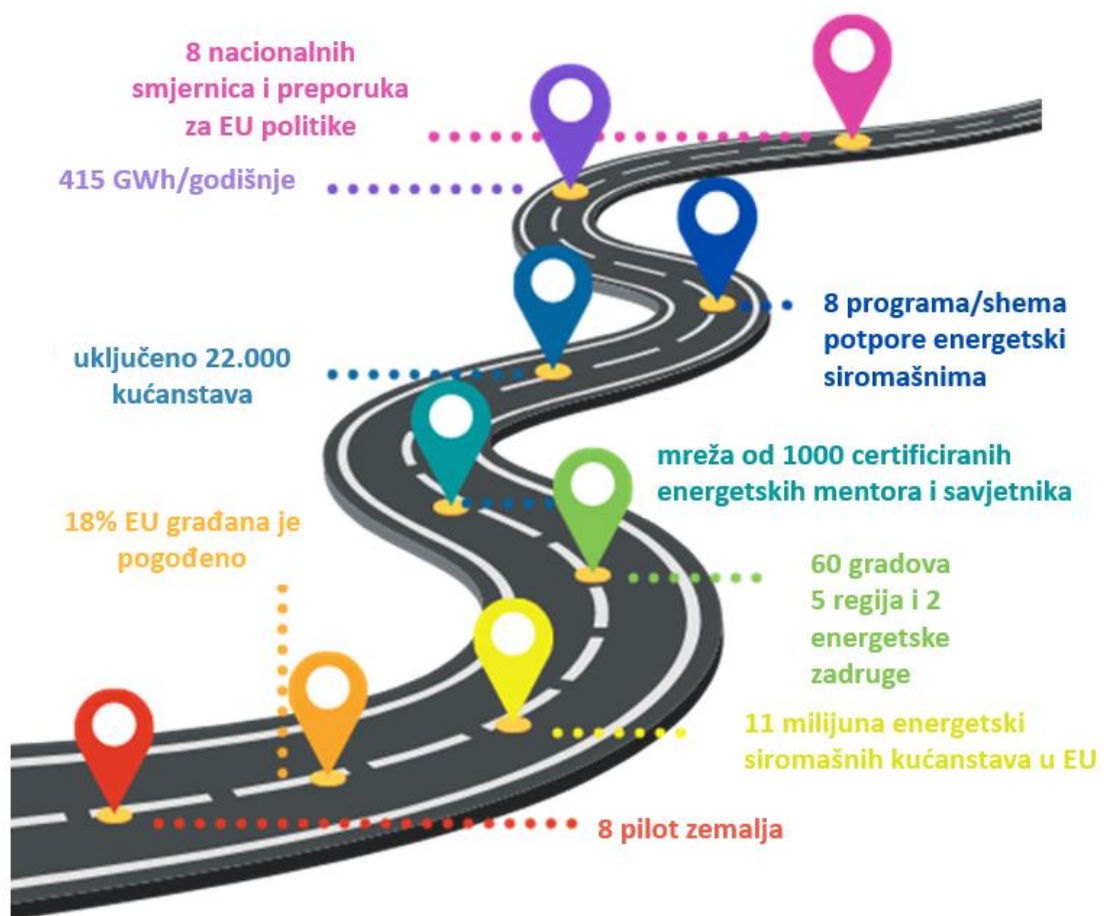 8 nacionalnih
smjernica i preporuka
za EU politike
415 GWh/godišnje
8 programa/shema
potpore energetski
siromašnima
uključeno 22.000
kućanstava
mreža od 1000 certificiranih
energetskih mentora i savjetnika
18% EU građana je
pogođeno
60 gradova
5 regija i 2
energetske
zadruge
11 milijuna energetski
siromašnih kućanstava u EU
8 pilot zemalja